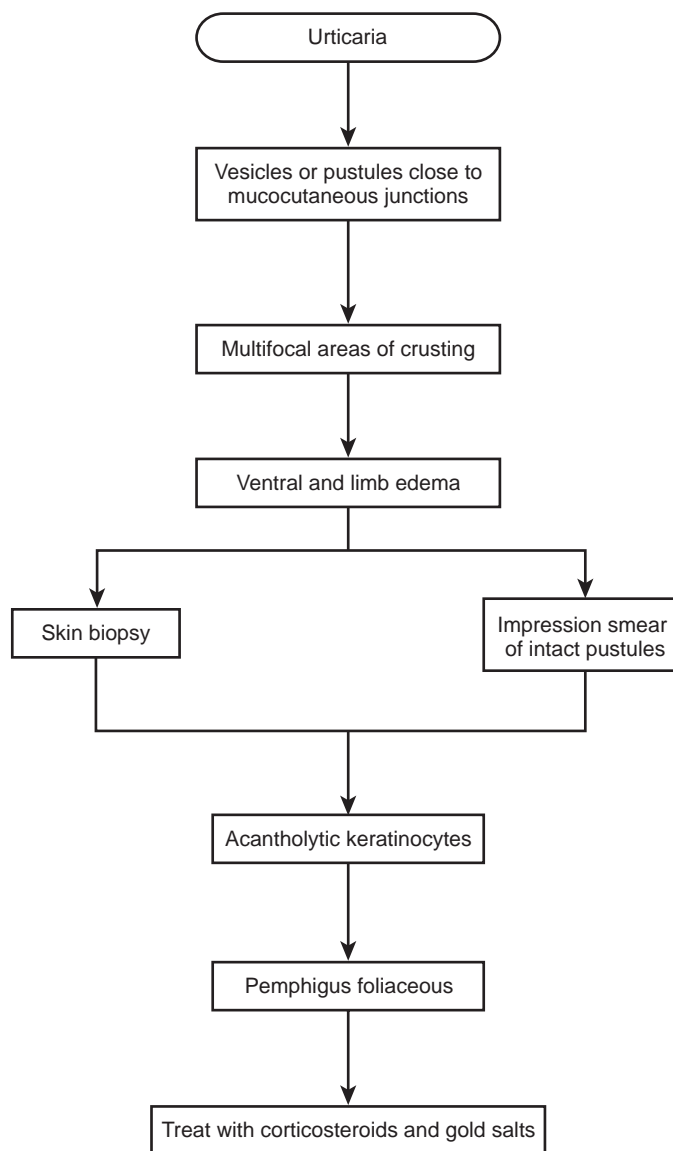 Urticaria
Vesicles or pustules close to
mucocutaneous junctions
Multifocal areas of crusting
Ventral and limb edema
Skin biopsy
Impression smear
of intact pustules
Acantholytic keratinocytes
Pemphigus foliaceous
Treat with corticosteroids and gold salts